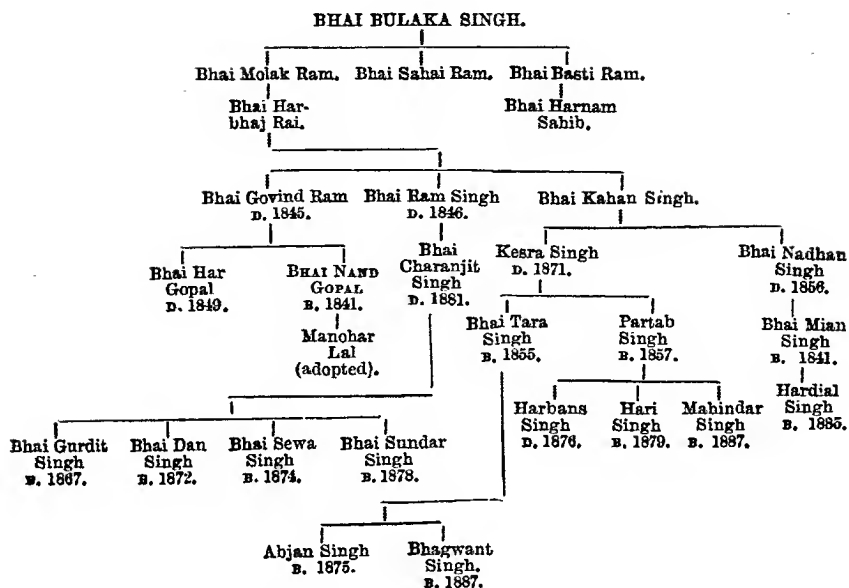 BHAI BULAKA SINGH.
Bhai Molak Ram. Bhai Sahai Ram. Bhai Basti Ram.
Bhai Har-
bhaj Rai.
Bhai Harnam
Sahib.
Bhai Govind Ram
D. 1845.
Bhai Ram Singh
D. 1846.
Bhai Kahan Singh.
Bhai Har
Gopal
D. 1849.
BHAI NAND
GOPAL
B. 1841.
Manohar
Lal
(adopted).
Bhai
Charanjit
Singh
D. 1881.
Kesra Singh
D. 1871.
Bhai Nadhan
Singh
D. 1856.
Bhai Tara
Singh
B. 1855.
Partab
Singh
B. 1857.
Bhai Mian
Singh
B. 1841.
Harbans
Singh
D. 1876.
Hari
Singh
B. 1879.
Mahindar
Singh
B. 1887.
Hardial
Singh
B. 1885.
Bhai Gurdit
Singh
B. 1867.
Bhai Dan
Singh
B. 1872.
Bhai Sewa
Singh
B. 1874.
Bhai Sundar
Singh
B. 1878.
Abjan Singh
B. 1875.
Bhagwant
Singh.
B. 1887.